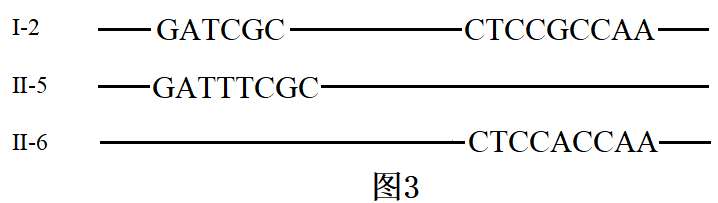 I-2 GATCGC CTCCGCCAA
II-5 GATTTCGC
II-6 CTCCACCAA
图3